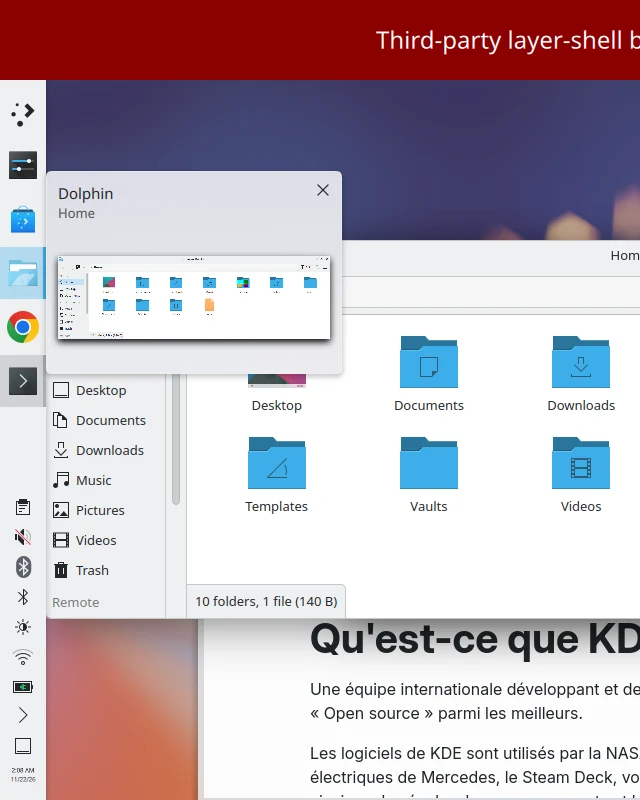 Third-party layer-shell b
Dolphin
Home
Hom
Desktop
Documents
Downloads
Music
Pictures
Videos
Trash
Remote
Desktop
Documents
Downloads
Templates
Vaults
Videos
10 folders, 1 file (140 B)
Qu'est-ce que KD
Une équipe internationale développant et de
« Open source » parmi les meilleurs.
Les logiciels de KDE sont utilisés par la NAS
électriques de Mercedes, le Steam Deck, vo
2:08 AM
11/22/26